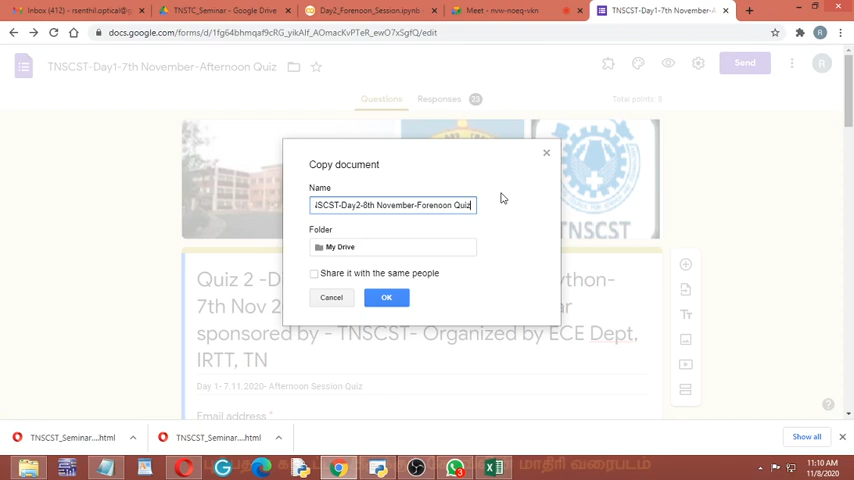 Inbox (412) - rsenthil.optical@g
TNSTC_Seminar - Google Drive
Day2_Forenoon_Session.ipynb -
Meet - nvw-noeq-vkn
TNSCST-Day1-7th November-A
docs.google.com/forms/d/1fg64bhmqaf9cRG_yikAlf_AOmacKvPTeR_ewO7xSgfQ/edit
TNSCST-Day1-7th November-Afternoon Quiz
Send
R
Questions
Responses 23
Total points: 8
Copy document
Name
SCST-Day2-8th November-Forenoon Quiz
Folder
My Drive
Share it with the same people
Cancel
OK
TNSCST
Quiz 2 -D
ython-
7th Nov 2
ar
sponsored by - TNSCST- Organized by ECE Dept,
IRTT, TN
Day 1- 7.11.2020- Afternoon Session Quiz
Email address *
TNSCST_Seminar....html
TNSCST_Seminar....html
Show all
மாதிரி வரைபடம்
11:10 AM
11/8/2020